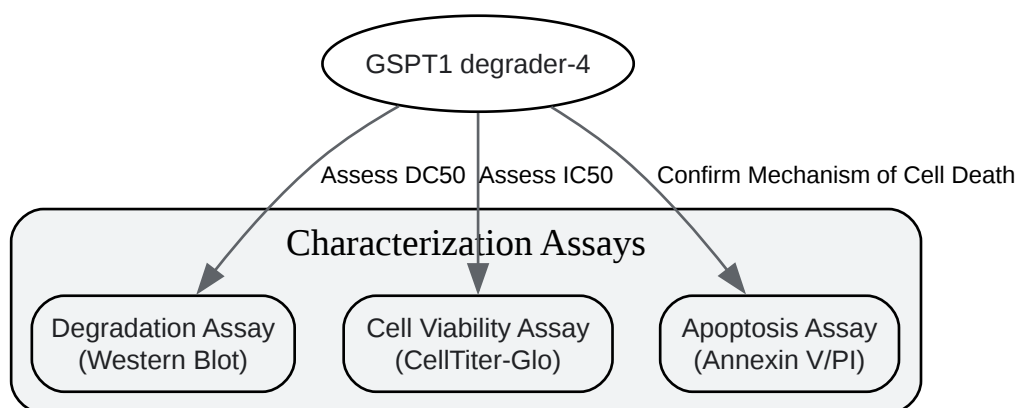 GSPT1 degrader-4
Assess DC50
Assess IC50
Confirm Mechanism of Cell Death
Characterization Assays
Degradation Assay
(Western Blot)
Cell Viability Assay
(CellTiter-Glo)
Apoptosis Assay
(Annexin V/PI)